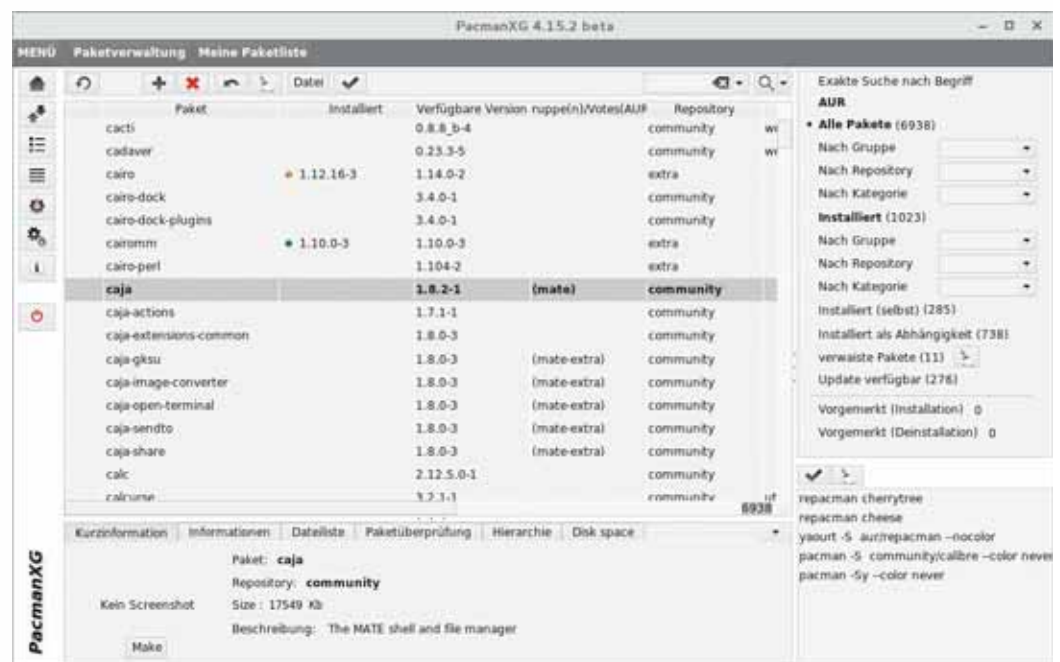 PacmanXG 4.15.2 beta
MENÜ Paketverwaltung Meine Paketliste
Datei
Paket Installiert Verfügbare Version ruppe(n)/Votes(AUR Repository
cacti 0.8.8_b-4 community
cadaver 0.23.3-5 community
cairo 1.12.16-3 1.14.0-2 extra
cairo-dock 3.4.0-1 community
cairo-dock-plugins 3.4.0-1 community
cairomm 1.10.0-3 1.10.0-3 extra
cairo-perl 1.104-2 extra
caja 1.8.2-1 (mate) community
caja-actions 1.7.1-1 community
caja-extensions-common 1.8.0-3 community
caja-gksu 1.8.0-3 (mate-extra) community
caja-image-converter 1.8.0-3 (mate-extra) community
caja-open-terminal 1.8.0-3 (mate-extra) community
caja-sendto 1.8.0-3 (mate-extra) community
caja-share 1.8.0-3 (mate-extra) community
calc 2.12.5.0-1 community
calcurse 3.2.1-1 community
6938
Exakte Suche nach Begriff
AUR
Alle Pakete (6938)
Nach Gruppe
Nach Repository
Nach Kategorie
Installiert (1023)
Nach Gruppe
Nach Repository
Nach Kategorie
Installiert (selbst) (285)
Installiert als Abhängigkeit (738)
verwaiste Pakete (11)
Update verfügbar (276)
Vorgemerkt (Installation) 0
Vorgemerkt (Deinstallation) 0
repacman cherrytree
repacman cheese
yaourt -S aur/repacman --nocolor
pacman -S community/calibre --color never
pacman -Sy --color never
Kurzinformation Informationen Dateiliste Paketüberprüfung Hierarchie Disk space
Paket: caja
Repository: community
Kein Screenshot Size : 17549 Kb
Beschreibung: The MATE shell and file manager
Make
PacmanXG